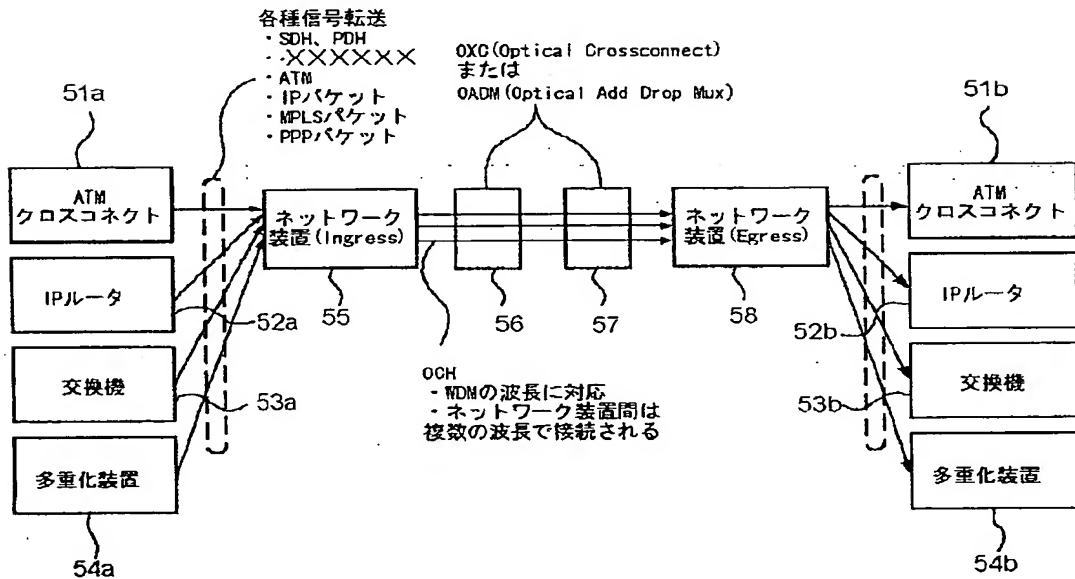 各種信号転送
・SDH、PDH
・××××××
・ATM
・IPパケット
・MPLSパケット
・PPPパケット
OXC(Optical Crossconnect)
または
OADM(Optical Add Drop Mux)
51a
51b
ATM
クロスコネクト
ネットワーク
装置(Ingress)
ネットワーク
装置(Egress)
ATM
クロスコネクト
55
56
57
58
IPルータ
52a
52b
IPルータ
OCH
・WDMの波長に対応
・ネットワーク装置間は
複数の波長で接続される
交換機
53a
53b
交換機
多重化装置
多重化装置
54a
54b